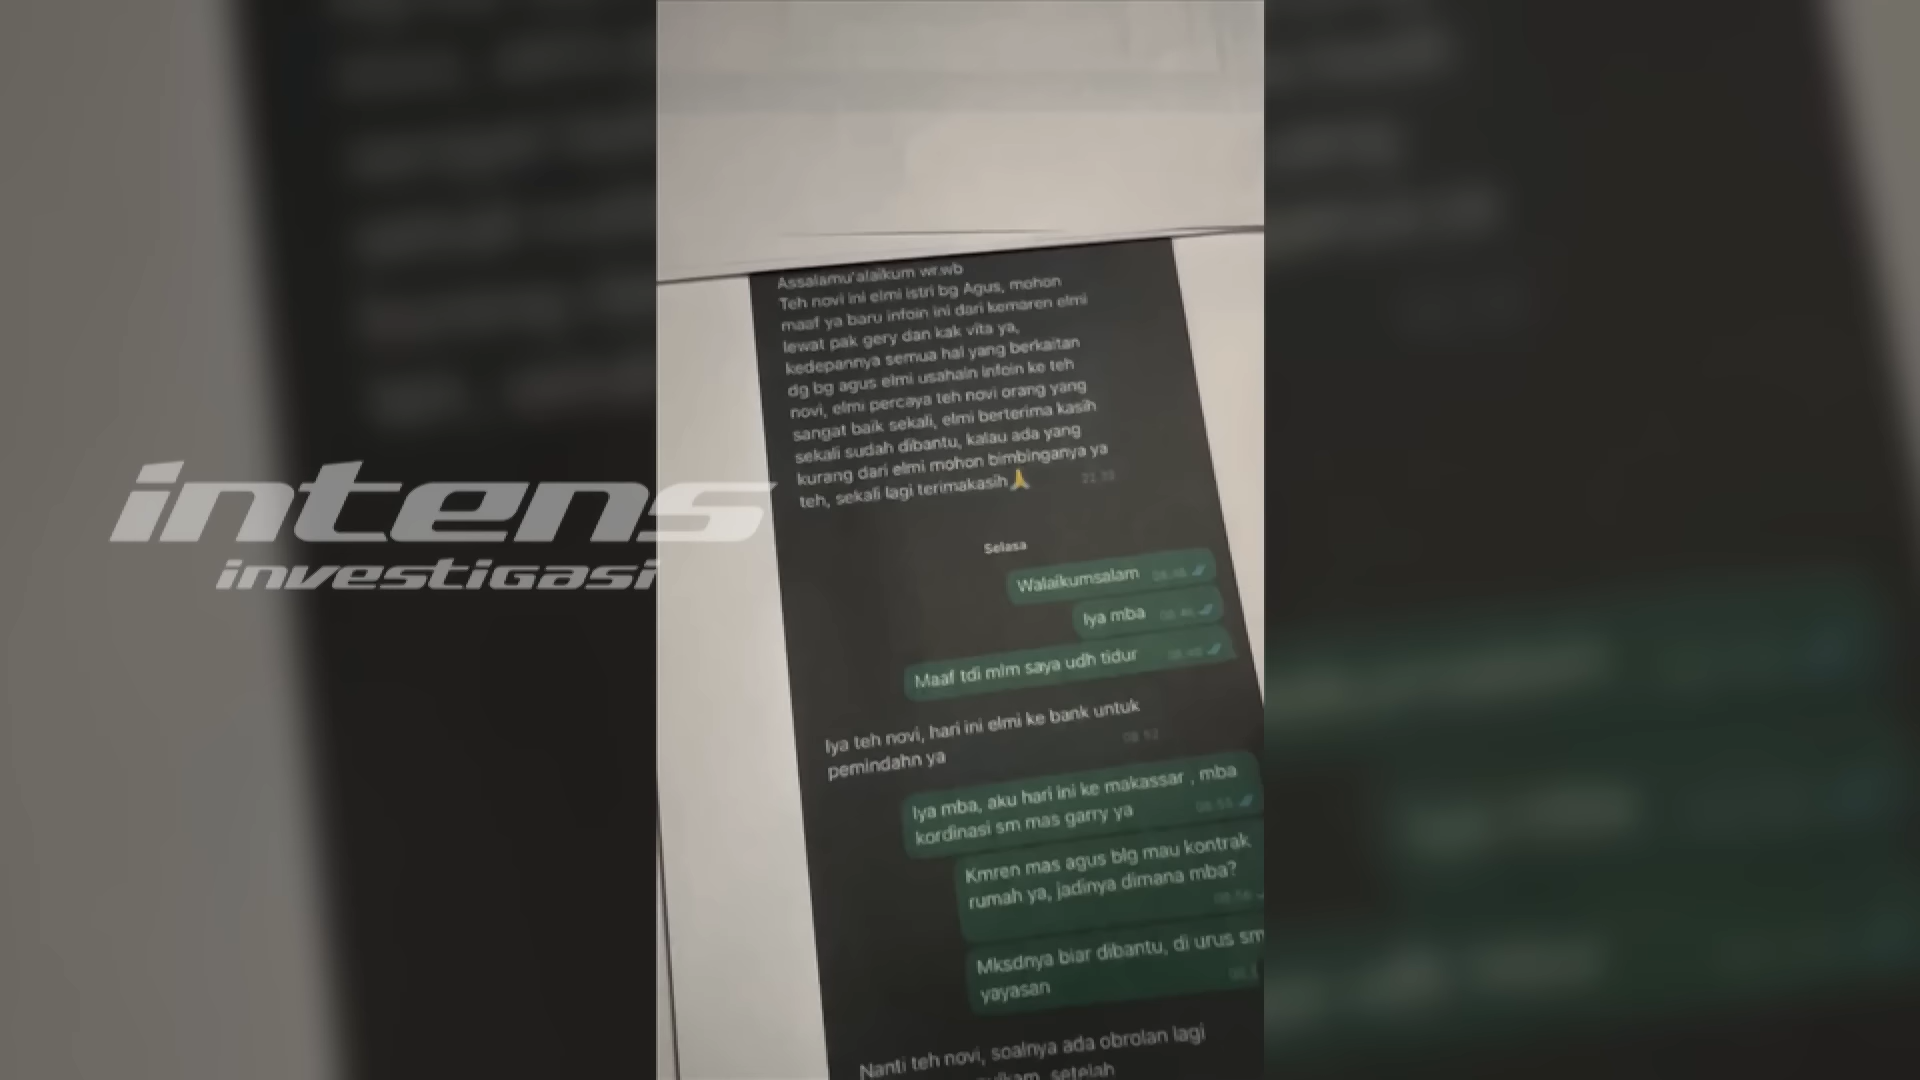 Assalamu'alaikum wr.wb
Teh novi ini elmi istri bg Agus, mohon
maaf ya baru infoin ini dari kemaren elmi
lewat pak gery dan kak vita ya,
kedepannya semua hal yang berkaitan
dg bg agus elmi usahain infoin ke teh
novi, elmi percaya teh novi orang yang
sangat baik sekali, elmi berterima kasih
sekali sudah dibantu, kalau ada yang
kurang dari elmi mohon bimbinganya ya
teh, sekali lagi terimakasih🙏
intens
investigasi
Selasa
Walaikumsalam
Iya mba
Maaf tdi mlm saya udh tidur
Iya teh novi, hari ini elmi ke bank untuk
pemindahn ya 08.52
Iya mba, aku hari ini ke makassar , mba
kordinasi sm mas garry ya
Kmren mas agus blg mau kontrak
rumah ya, jadinya dimana mba?
Mksdnya biar dibantu, di urus sm
yayasan
Nanti teh novi, soalnya ada obrolan lagi
setelah